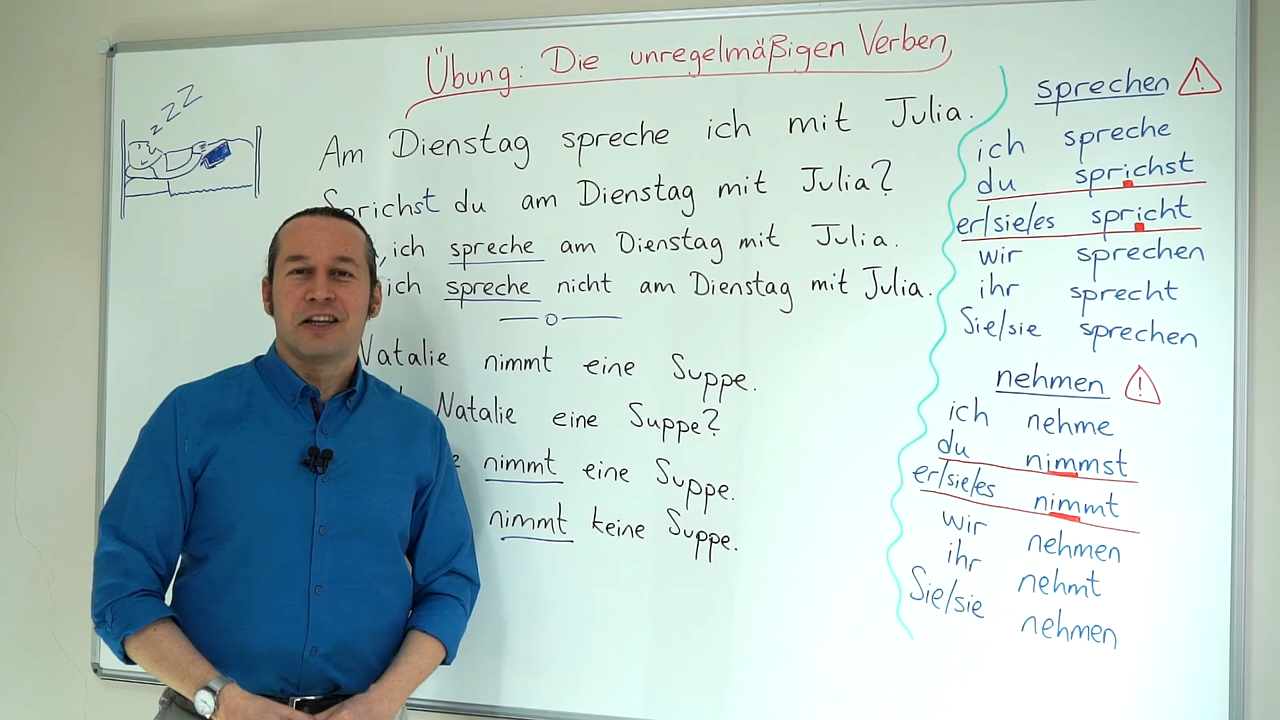 Übung: Die unregelmäßigen Verben
z z z
Am Dienstag spreche ich mit Julia.
Sprichst du am Dienstag mit Julia?
, ich spreche am Dienstag mit Julia.
ich spreche nicht am Dienstag mit Julia.
Natalie nimmt eine Suppe.
Natalie eine Suppe?
nimmt eine Suppe.
nimmt keine Suppe.
sprechen !
ich spreche
du sprichst
er/sie/es spricht
wir sprechen
ihr sprecht
Sie/sie sprechen
nehmen !
ich nehme
du nimmst
er/sie/es nimmt
wir nehmen
ihr nehmt
Sie/sie nehmen